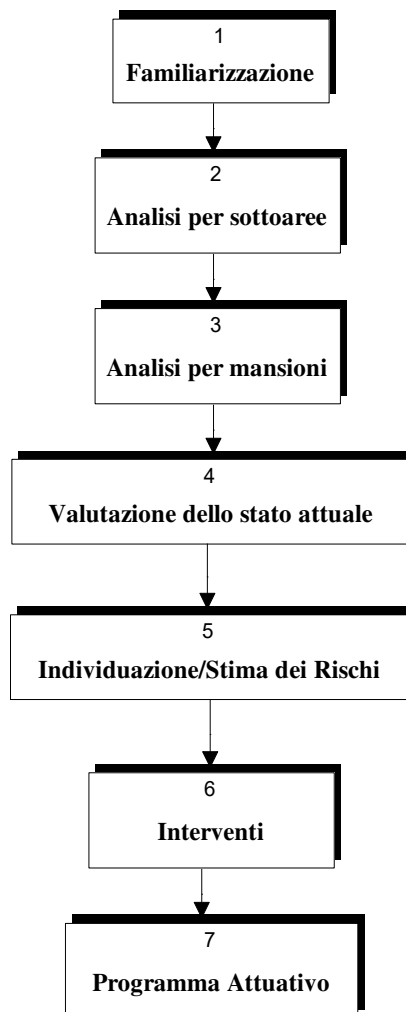 1
Familiarizzazione
2
Analisi per sottoaree
3
Analisi per mansioni
4
Valutazione dello stato attuale
5
Individuazione/Stima dei Rischi
6
Interventi
7
Programma Attuativo